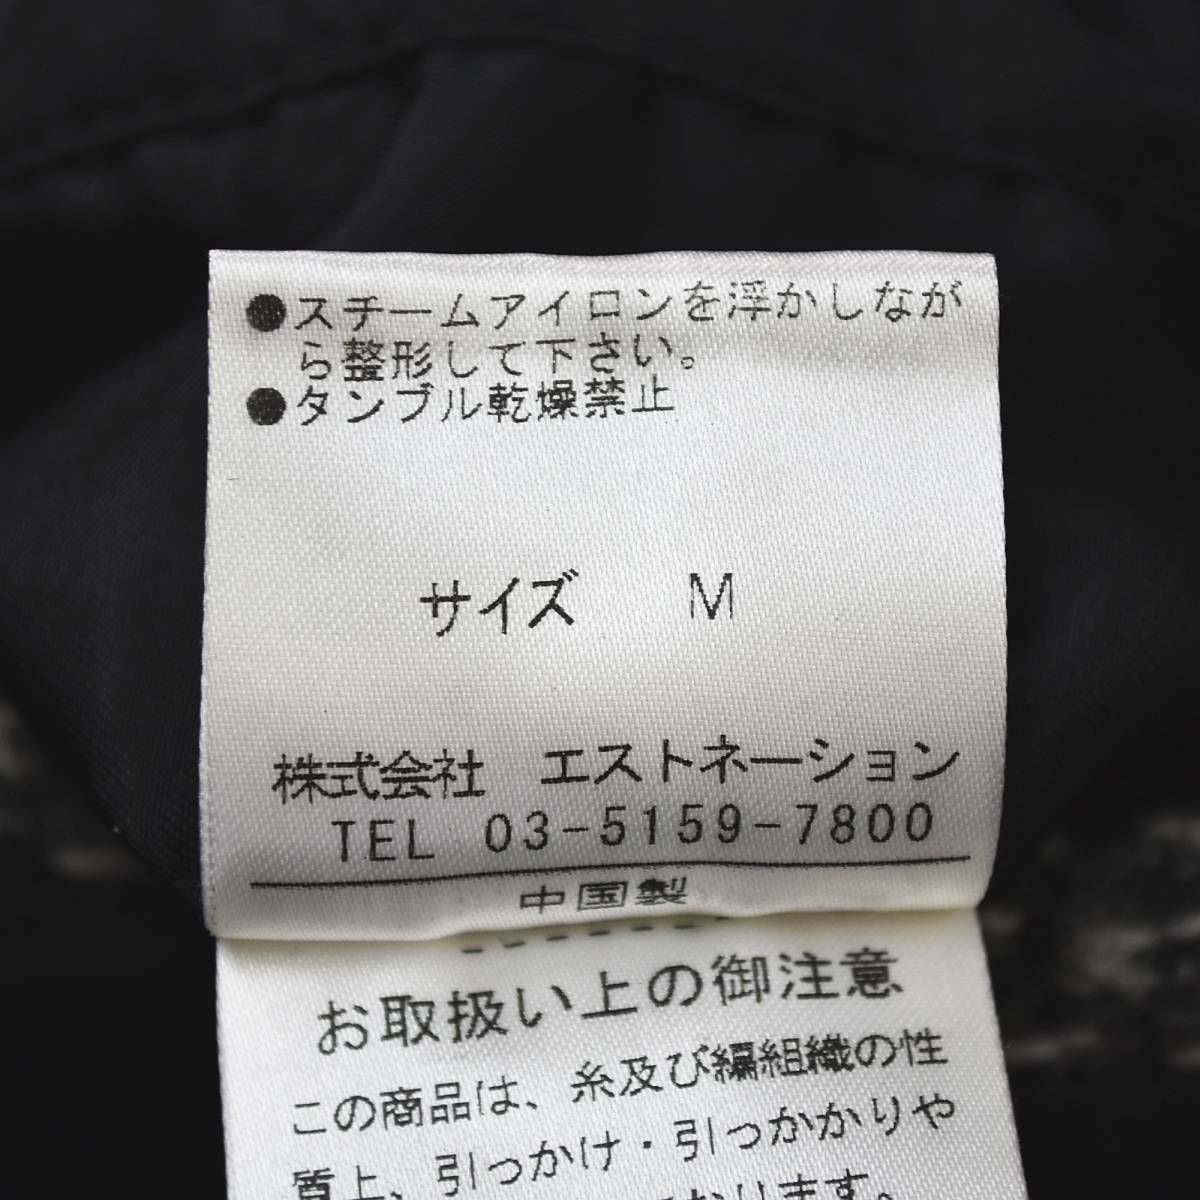 ●スチームアイロンを浮かしなが
ら整形して下さい。
●タンブル乾燥禁止
サイズ M
株式会社 エストネーション
TEL 03-5159-7800
中国製
お取扱い上の御注意
この商品は、糸及び編組織の性
質上、引っかけ・引っかかりや
なります。